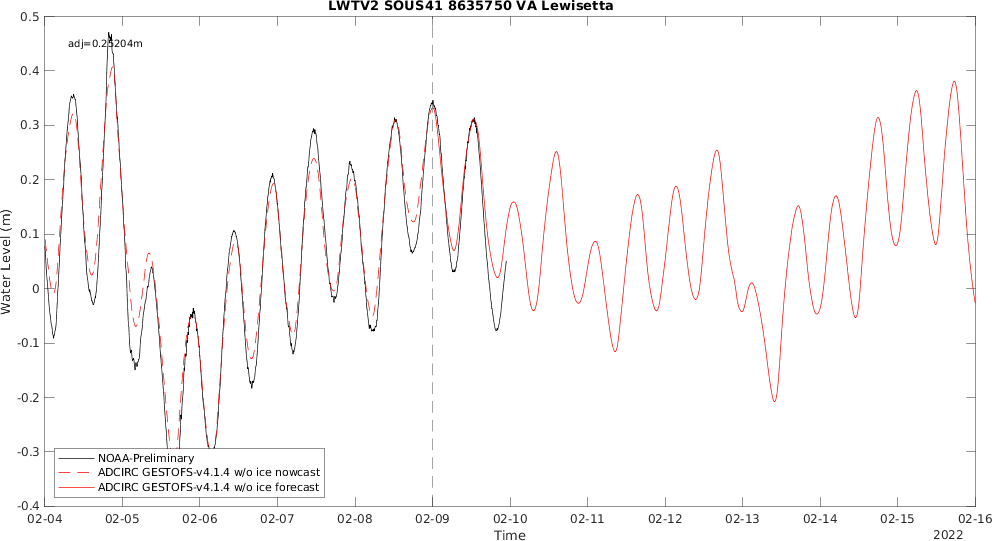 LWTV2 SOUS41 8635750 VA Lewisetta
adj=0.25204m
Water Level (m)
0.5
0.4
0.3
0.2
0.1
0
-0.1
-0.2
-0.3
-0.4
NOAA-Preliminary
ADCIRC GESTOFS-v4.1.4 w/o ice nowcast
ADCIRC GESTOFS-v4.1.4 w/o ice forecast
02-04 02-05 02-06 02-07 02-08 02-09 02-10 02-11 02-12 02-13 02-14 02-15 02-16
Time
2022